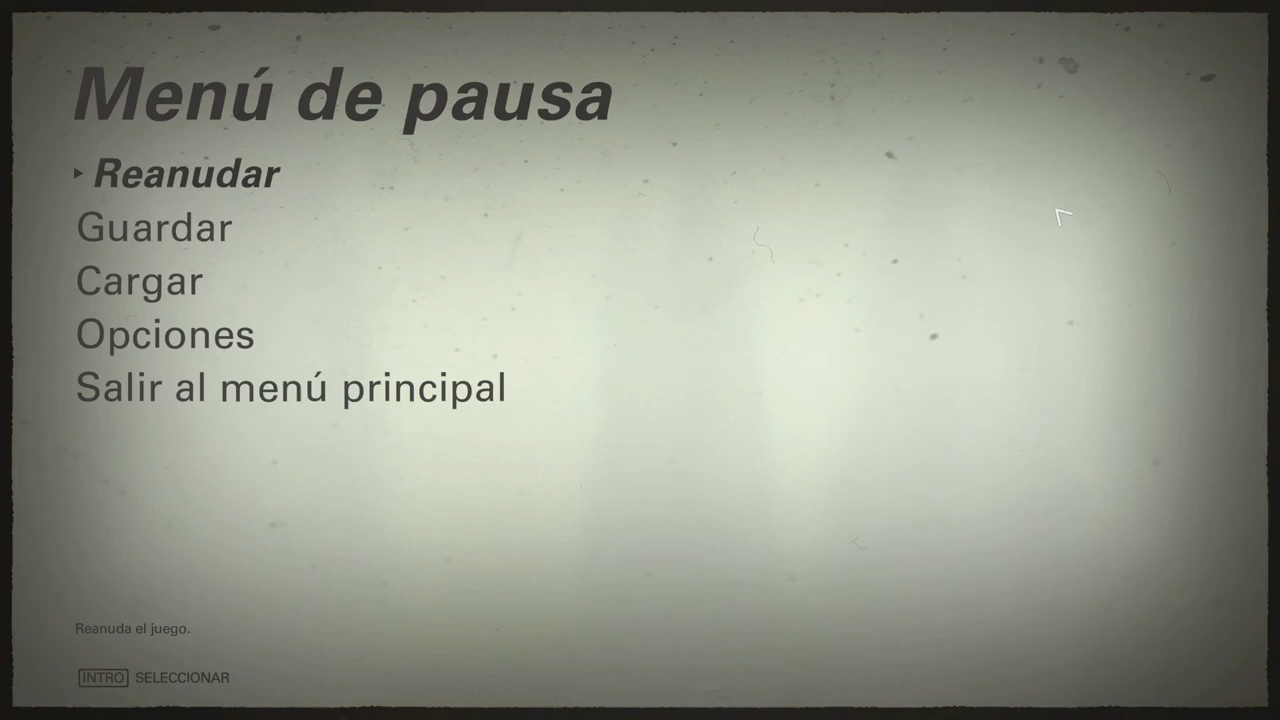 Menú de pausa
Reanudar
Guardar
Cargar
Opciones
Salir al menú principal
Reanuda el juego.
INTRO SELECCIONAR